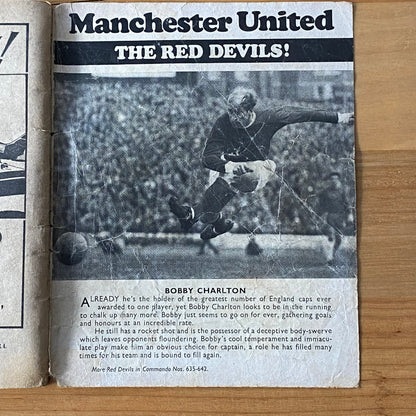 Manchester United
THE RED DEVILS!
BOBBY CHARLTON
ALREADY he's the holder of the greatest number of England caps ever
awarded to one player, yet Bobby Charlton looks to be in the running
to chalk up many more. Bobby just seems to go on for ever, gathering goals
and honours at an incredible rate.
He still has a rocket shot and is the possessor of a deceptive body-swerve
which leaves opponents floundering. Bobby's cool temperament and immacu-
late play make him an obvious choice for captain, a role he has filled many
times for his team and is bound to fill again.
More Red Devils in Commando Nos. 635-642.